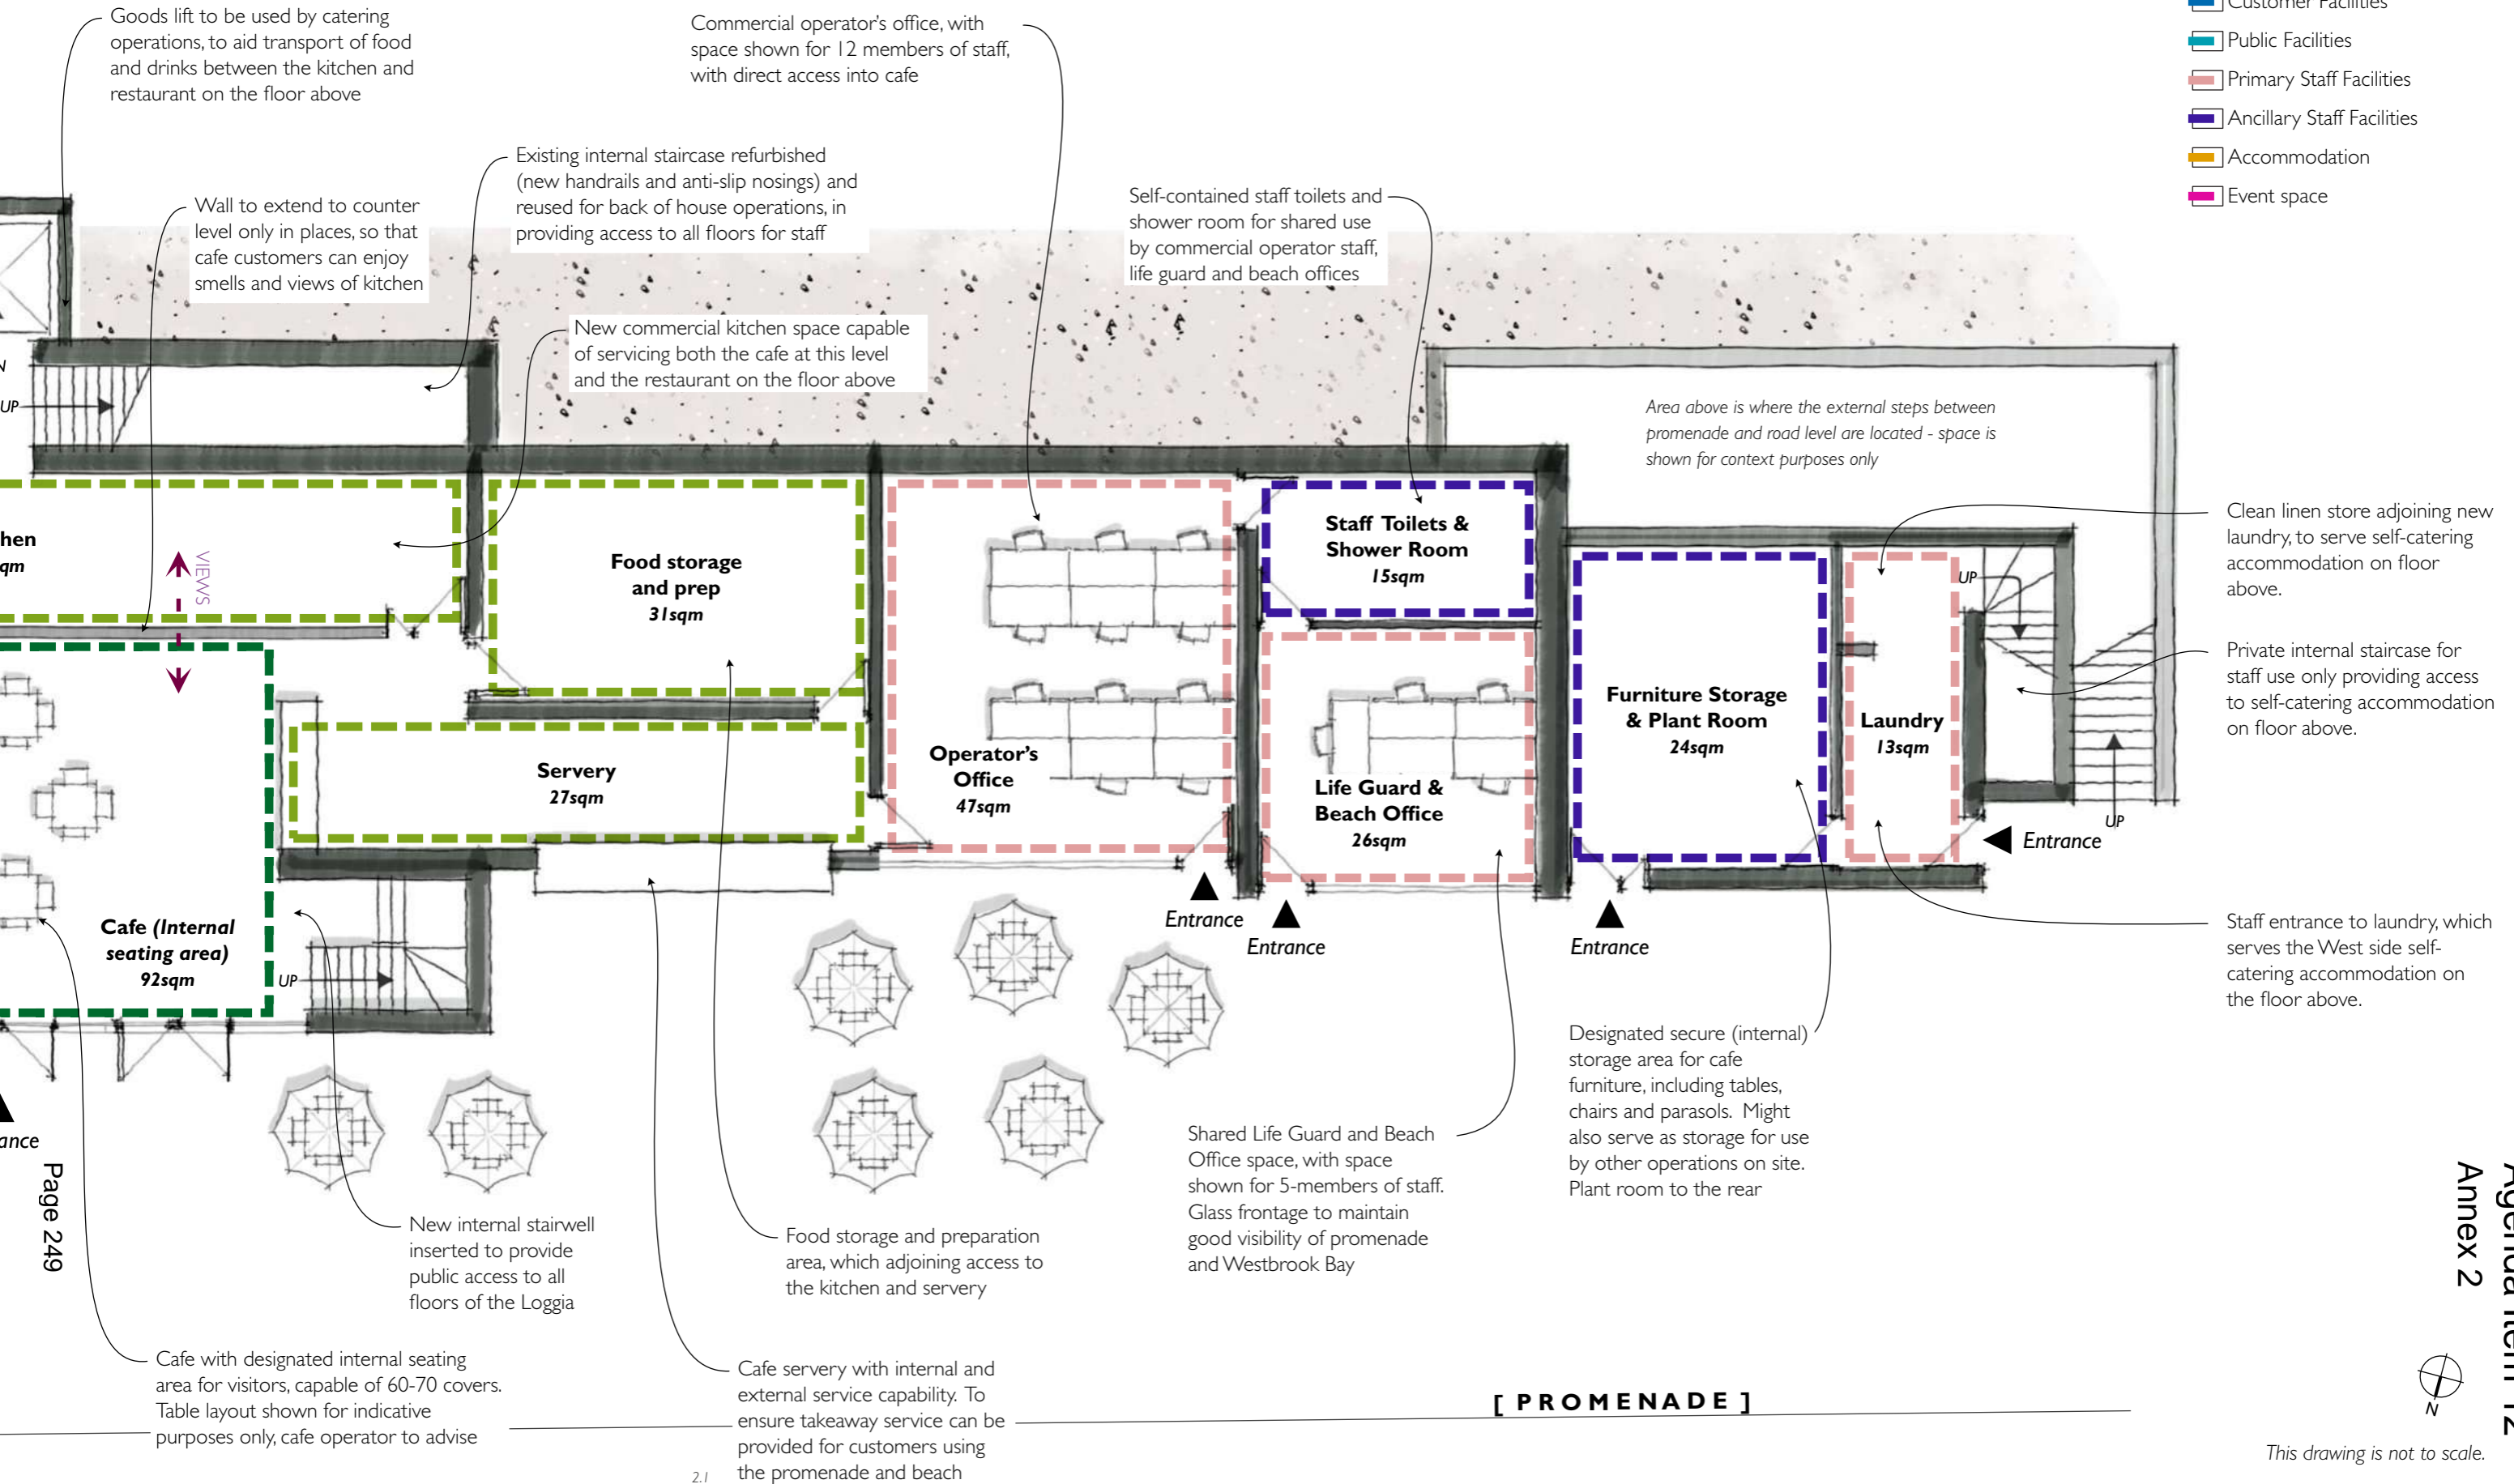 Goods lift to be used by catering
operations, to aid transport of food
and drinks between the kitchen and
restaurant on the floor above
Commercial operator's office, with
space shown for 12 members of staff,
with direct access into cafe
Customer Facilities
Public Facilities
Primary Staff Facilities
Ancillary Staff Facilities
Accommodation
Event space
Existing internal staircase refurbished
(new handrails and anti-slip nosings) and
reused for back of house operations, in
providing access to all floors for staff
Wall to extend to counter
level only in places, so that
cafe customers can enjoy
smells and views of kitchen
Self-contained staff toilets and
shower room for shared use
by commercial operator staff,
life guard and beach offices
New commercial kitchen space capable
of servicing both the cafe at this level
and the restaurant on the floor above
UP
Area above is where the external steps between
promenade and road level are located - space is
shown for context purposes only
hen
qm
VIEWS
Food storage
and prep
31sqm
Staff Toilets &
Shower Room
15sqm
UP
Clean linen store adjoining new
laundry, to serve self-catering
accommodation on floor
above.
Private internal staircase for
staff use only providing access
to self-catering accommodation
on floor above.
Servery
27sqm
Operator's
Office
47sqm
Life Guard &
Beach Office
26sqm
Furniture Storage
& Plant Room
24sqm
Laundry
13sqm
UP
Entrance
Cafe (Internal
seating area)
92sqm
UP
Entrance
Entrance
Entrance
Staff entrance to laundry, which
serves the West side self-
catering accommodation on
the floor above.
Designated secure (internal)
storage area for cafe
furniture, including tables,
chairs and parasols. Might
also serve as storage for use
by other operations on site.
Plant room to the rear
ance
Page 249
Shared Life Guard and Beach
Office space, with space
shown for 5-members of staff.
Glass frontage to maintain
good visibility of promenade
and Westbrook Bay
New internal stairwell
inserted to provide
public access to all
floors of the Loggia
Food storage and preparation
area, which adjoining access to
the kitchen and servery
Agenda Item 12
Annex 2
Cafe with designated internal seating
area for visitors, capable of 60-70 covers.
Table layout shown for indicative
purposes only, cafe operator to advise
Cafe servery with internal and
external service capability. To
ensure takeaway service can be
provided for customers using
the promenade and beach
[ PROMENADE ]
N
This drawing is not to scale.
2.1